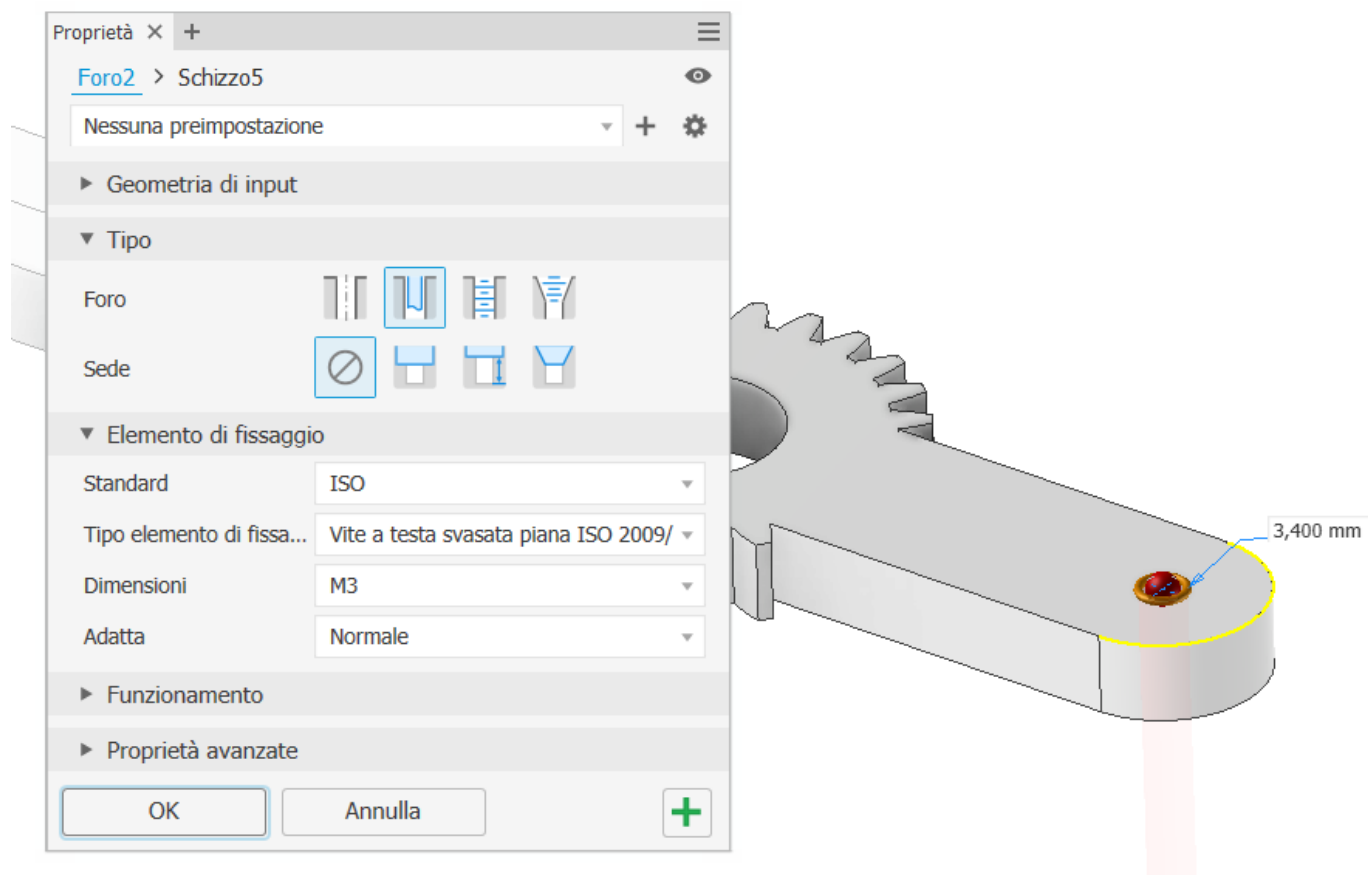 Proprietà
Foro2 > Schizzo5
Nessuna preimpostazione
Geometria di input
Tipo
Foro
Sede
Elemento di fissaggio
Standard ISO
Tipo elemento di fissa... Vite a testa svasata piana ISO 2009/
Dimensioni M3
Adatta Normale
Funzionamento
Proprietà avanzate
OK Annulla
3,400 mm